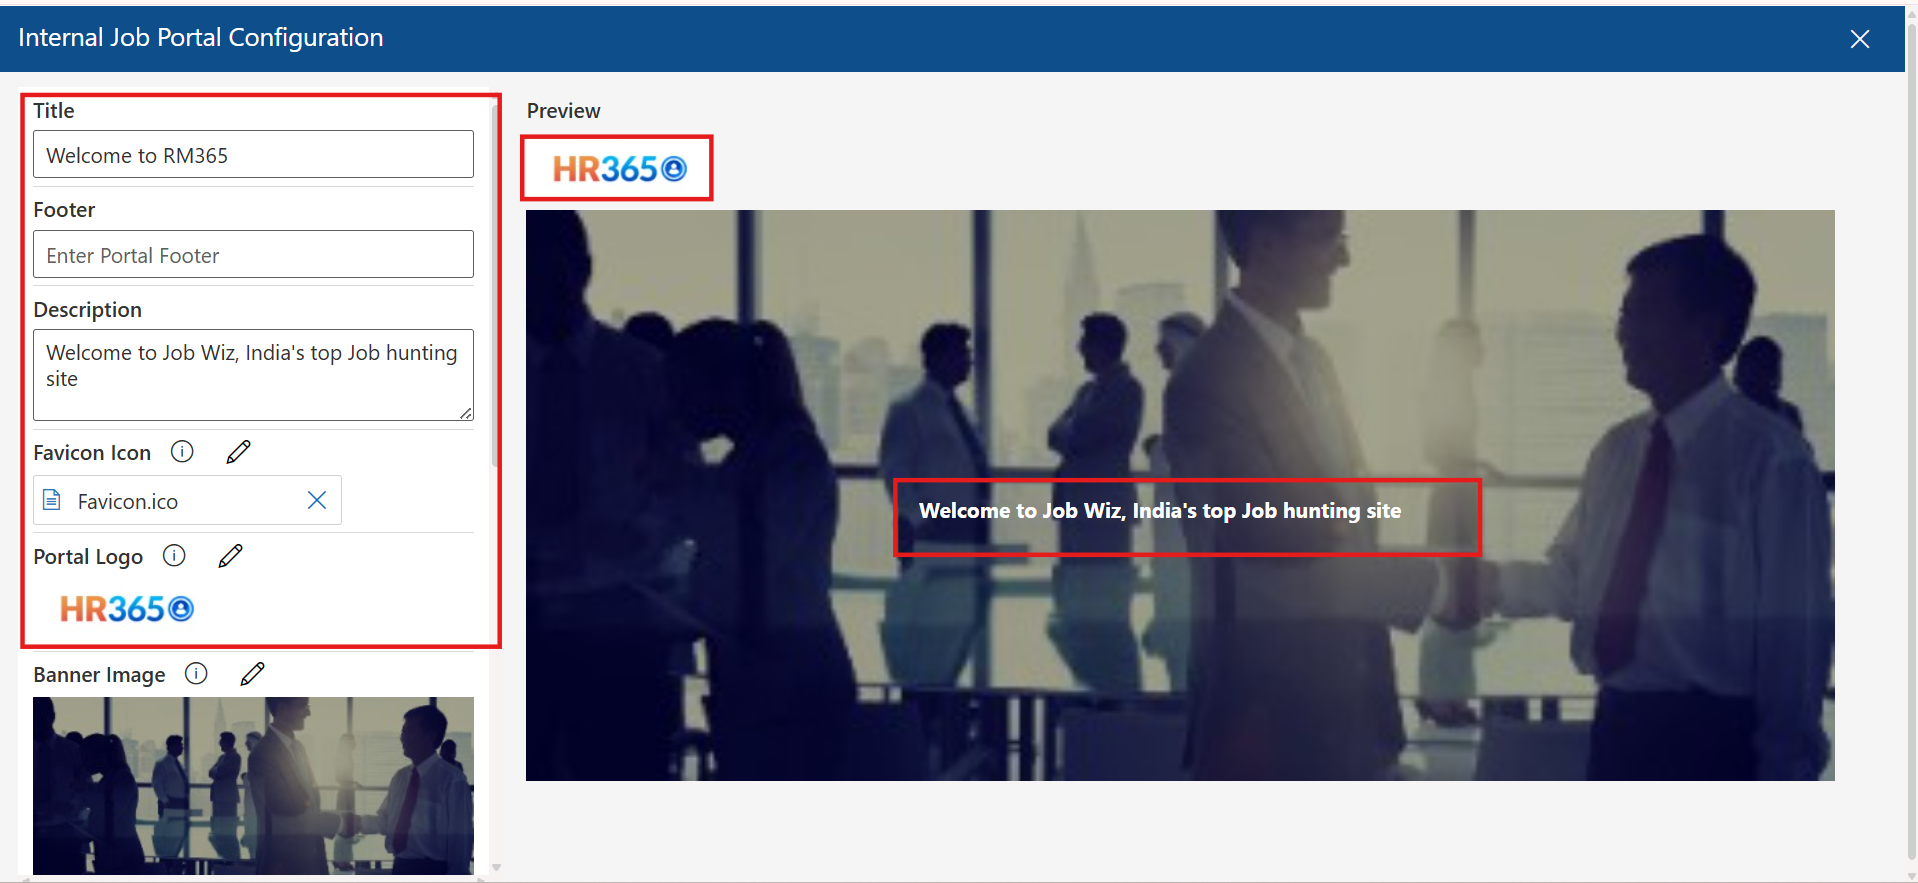 Internal Job Portal Configuration
Title
Welcome to RM365
Footer
Enter Portal Footer
Description
Welcome to Job Wiz, India's top Job hunting
site
Favicon Icon
Favicon.ico
Portal Logo
HR365
Banner Image
Preview
HR365
Welcome to Job Wiz, India's top Job hunting site